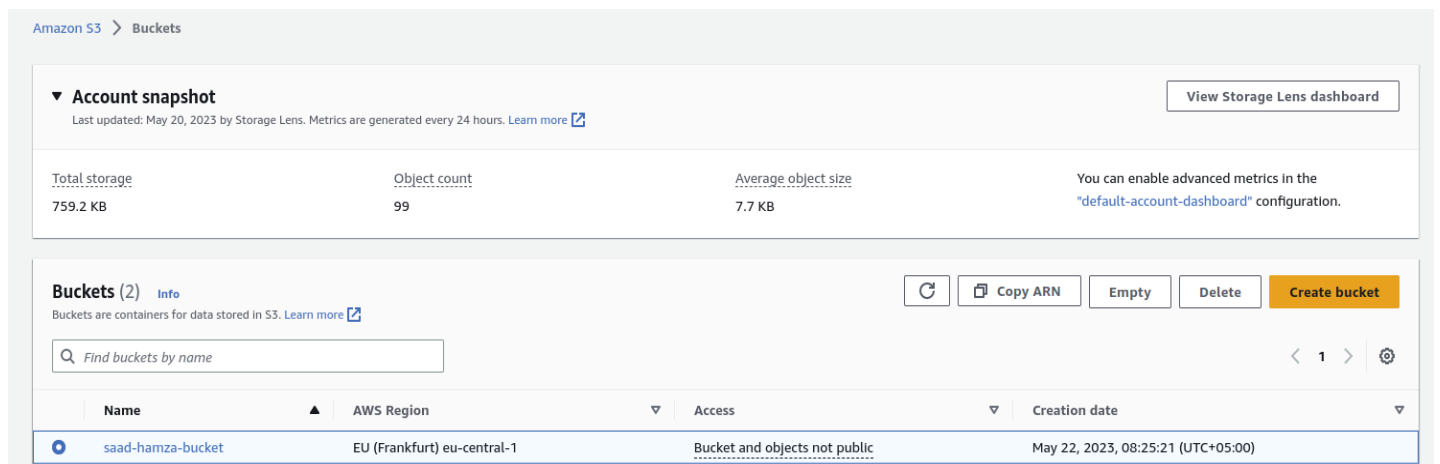 Amazon S3 > Buckets
Account snapshot
View Storage Lens dashboard
Last updated: May 20, 2023 by Storage Lens. Metrics are generated every 24 hours. Learn more
Total storage
Object count
Average object size
You can enable advanced metrics in the
759.2 KB
99
7.7 KB
"default-account-dashboard" configuration.
Buckets (2) Info
Copy ARN
Empty
Delete
Create bucket
Buckets are containers for data stored in S3. Learn more
Find buckets by name
1
Name
AWS Region
Access
Creation date
saad-hamza-bucket
EU (Frankfurt) eu-central-1
Bucket and objects not public
May 22, 2023, 08:25:21 (UTC+05:00)